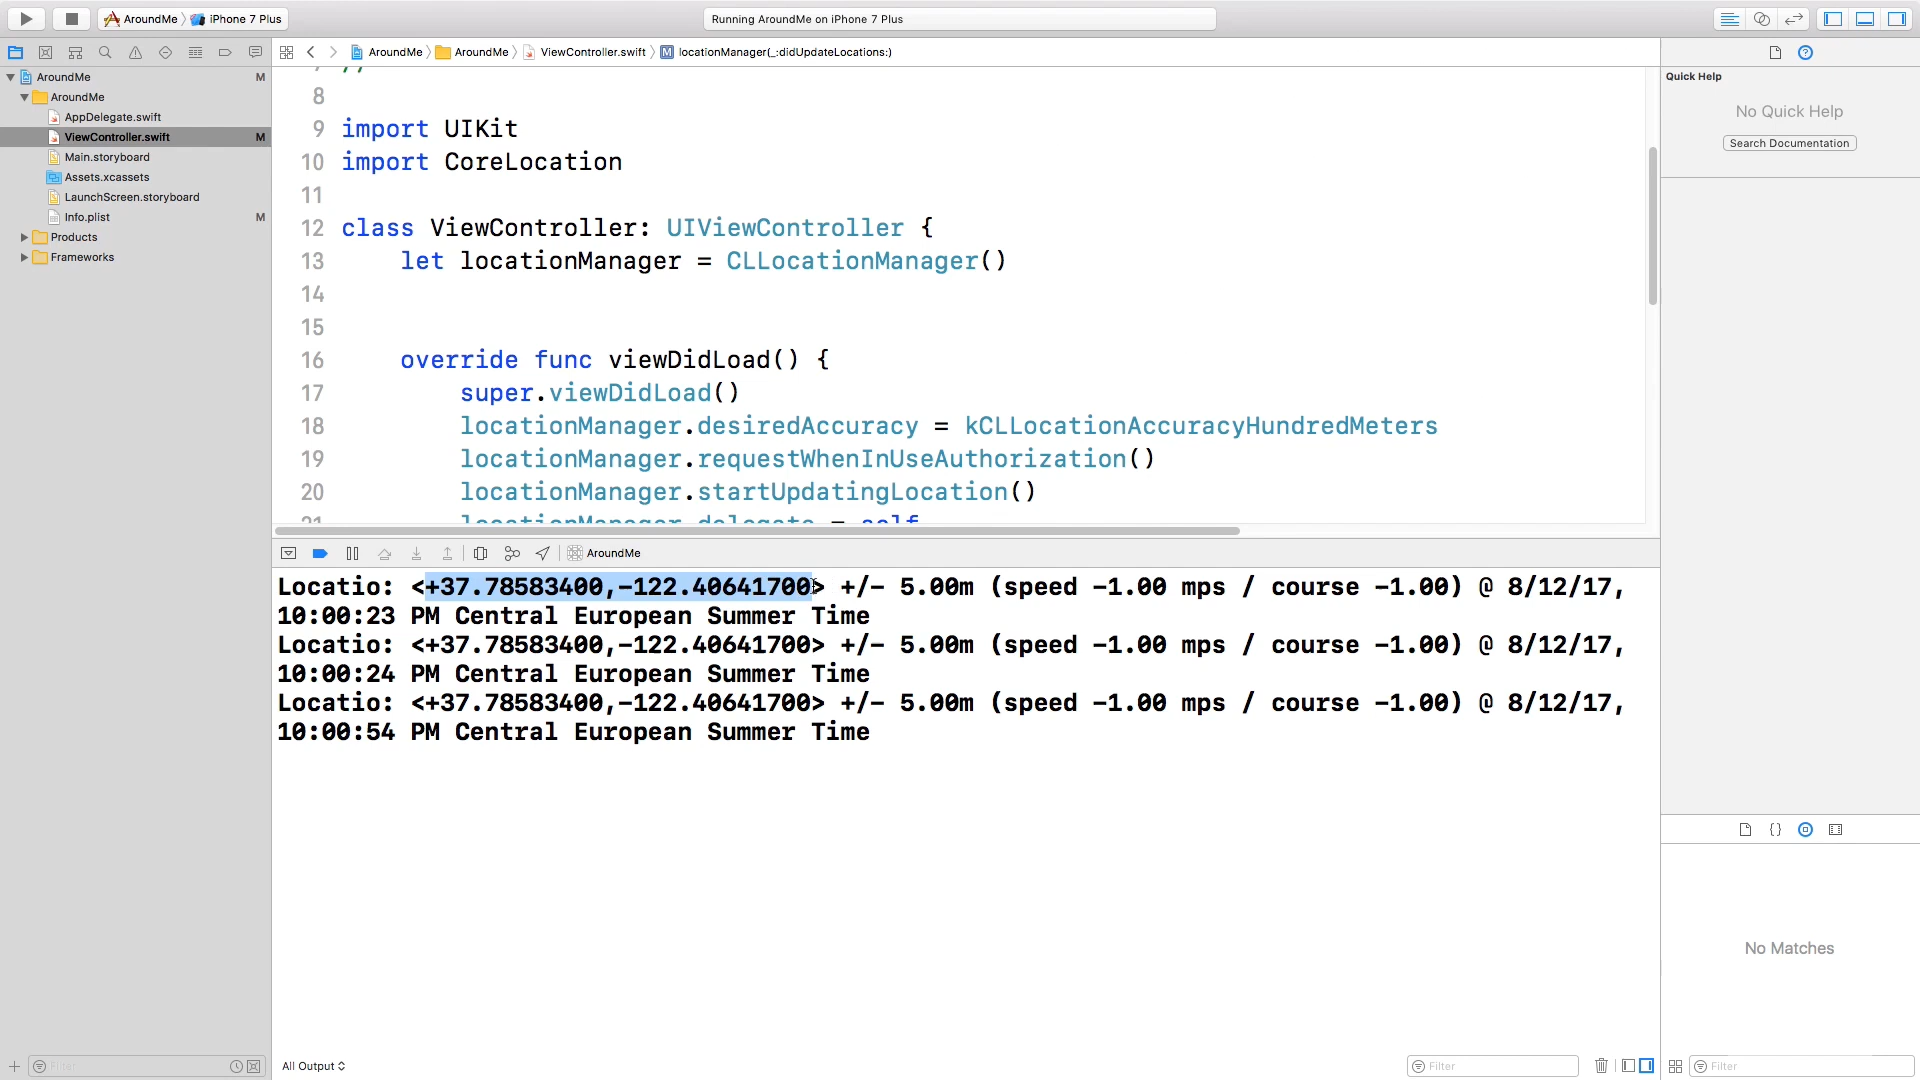 AroundMe iPhone 7 Plus
Running AroundMe on iPhone 7 Plus
AroundMe AroundMe ViewController.swift M locationManager(_:didUpdateLocations:)
Quick Help
No Quick Help
Search Documentation
AroundMe M
AroundMe
AppDelegate.swift
ViewController.swift M
Main.storyboard
Assets.xcassets
LaunchScreen.storyboard
Info.plist M
Products
Frameworks
8
9 import UIKit
10 import CoreLocation
11
12 class ViewController: UIViewController {
13 let locationManager = CLLocationManager()
14
15
16 override func viewDidLoad() {
17 super.viewDidLoad()
18 locationManager.desiredAccuracy = kCLLocationAccuracyHundredMeters
19 locationManager.requestWhenInUseAuthorization()
20 locationManager.startUpdatingLocation()
21 locationManager.delegate = self
AroundMe
Locatio: <+37.78583400,-122.40641700> +/- 5.00m (speed -1.00 mps / course -1.00) @ 8/12/17,
10:00:23 PM Central European Summer Time
Locatio: <+37.78583400,-122.40641700> +/- 5.00m (speed -1.00 mps / course -1.00) @ 8/12/17,
10:00:24 PM Central European Summer Time
Locatio: <+37.78583400,-122.40641700> +/- 5.00m (speed -1.00 mps / course -1.00) @ 8/12/17,
10:00:54 PM Central European Summer Time
No Matches
Filter
All Output
Filter
Filter